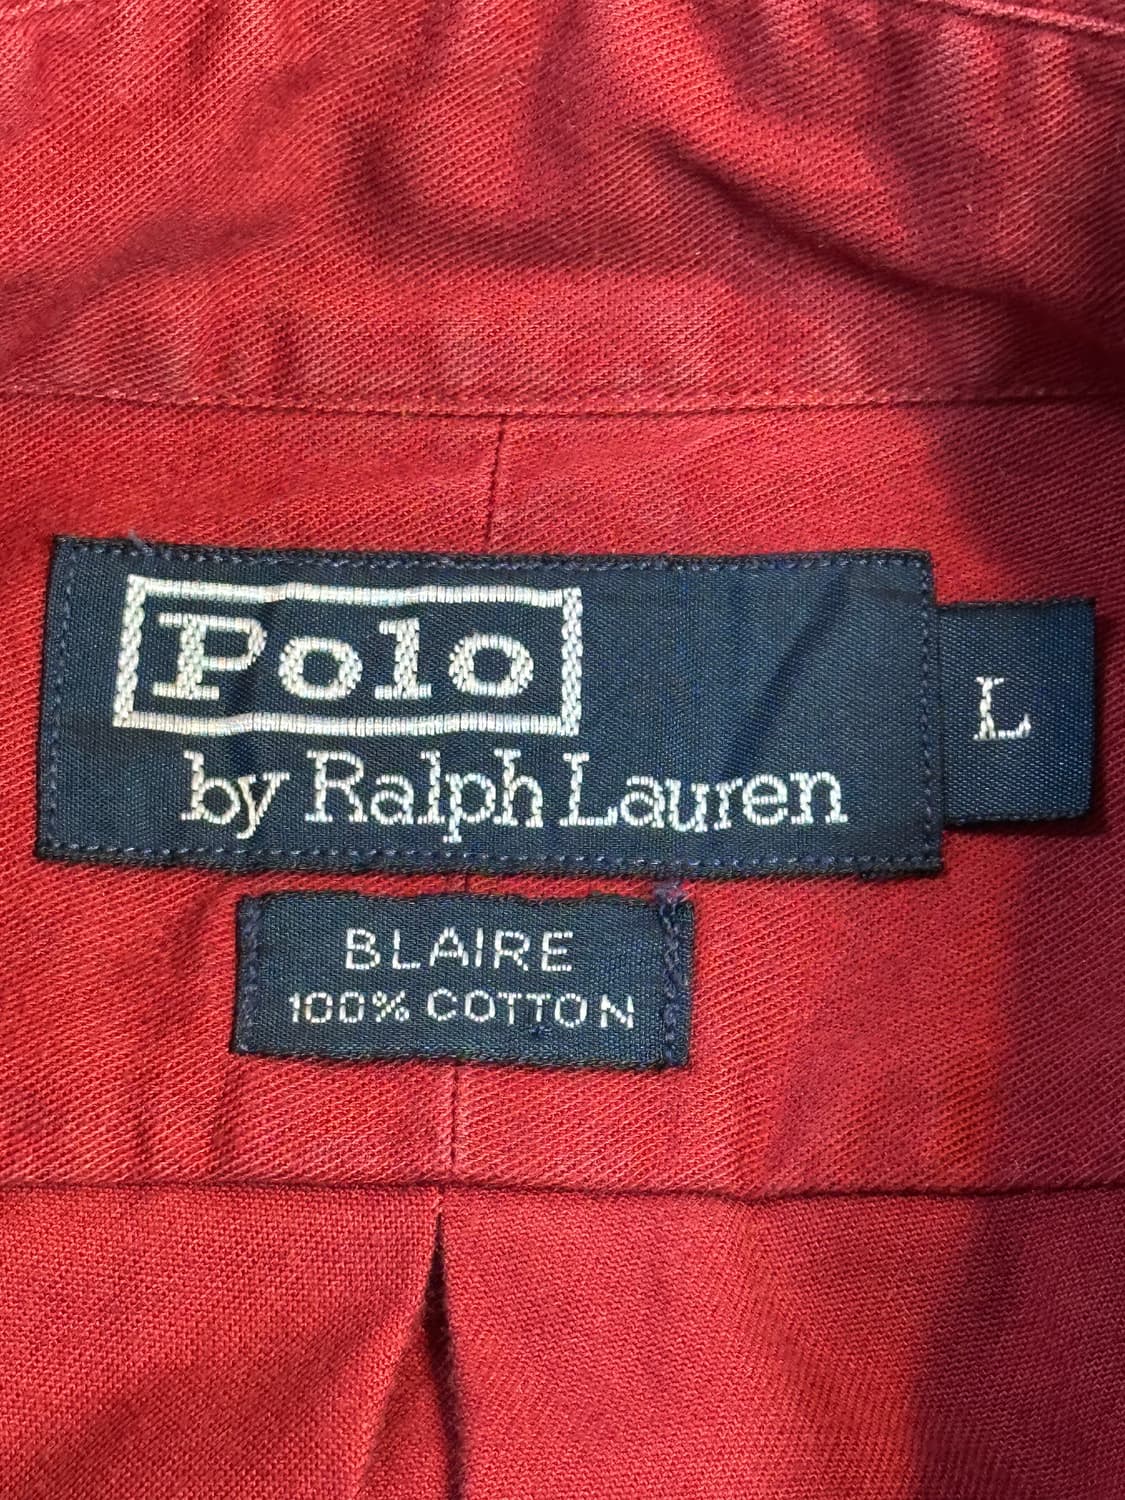 Polo
by Ralph Lauren
L
BLAIRE
100% COTTON